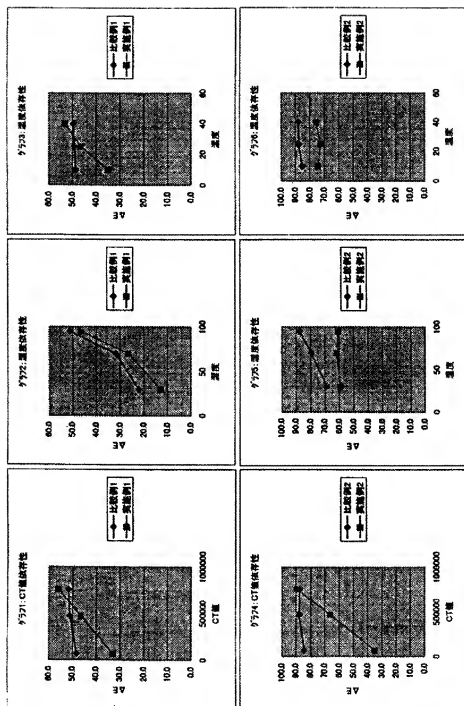 グラフ1:CT値依存性
60.0
50.0
40.0
30.0
20.0
10.0
0.0
ΔE
0
500000
1000000
CT値
比較例1
実施例1
グラフ2:湿度依存性
60.0
50.0
40.0
30.0
20.0
10.0
0.0
ΔE
0
50
100
湿度
比較例1
実施例1
グラフ3:温度依存性
60.0
50.0
40.0
30.0
20.0
10.0
0.0
ΔE
0
20
40
60
温度
比較例1
実施例1
グラフ4:CT値依存性
100.0
90.0
80.0
70.0
60.0
50.0
40.0
30.0
20.0
10.0
0.0
ΔE
0
500000
1000000
CT値
比較例2
実施例2
グラフ5:湿度依存性
100.0
90.0
80.0
70.0
60.0
50.0
40.0
30.0
20.0
10.0
0.0
ΔE
0
50
100
湿度
比較例2
実施例2
グラフ6:温度依存性
100.0
90.0
80.0
70.0
60.0
50.0
40.0
30.0
20.0
10.0
0.0
ΔE
0
20
40
60
温度
比較例2
実施例2